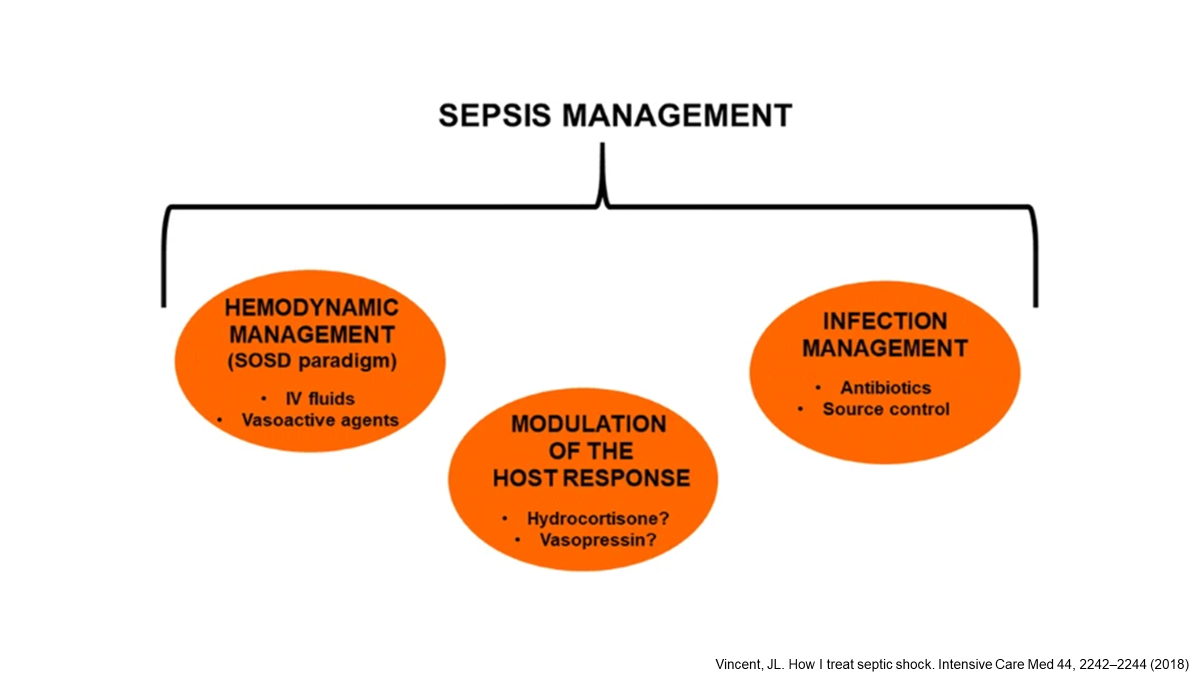 SEPSIS MANAGEMENT
HEMODYNAMIC
MANAGEMENT
(SOSD paradigm)
• IV fluids
• Vasoactive agents
MODULATION
OF THE
HOST RESPONSE
• Hydrocortisone?
• Vasopressin?
INFECTION
MANAGEMENT
• Antibiotics
• Source control
Vincent, JL. How I treat septic shock. Intensive Care Med 44, 2242–2244 (2018)